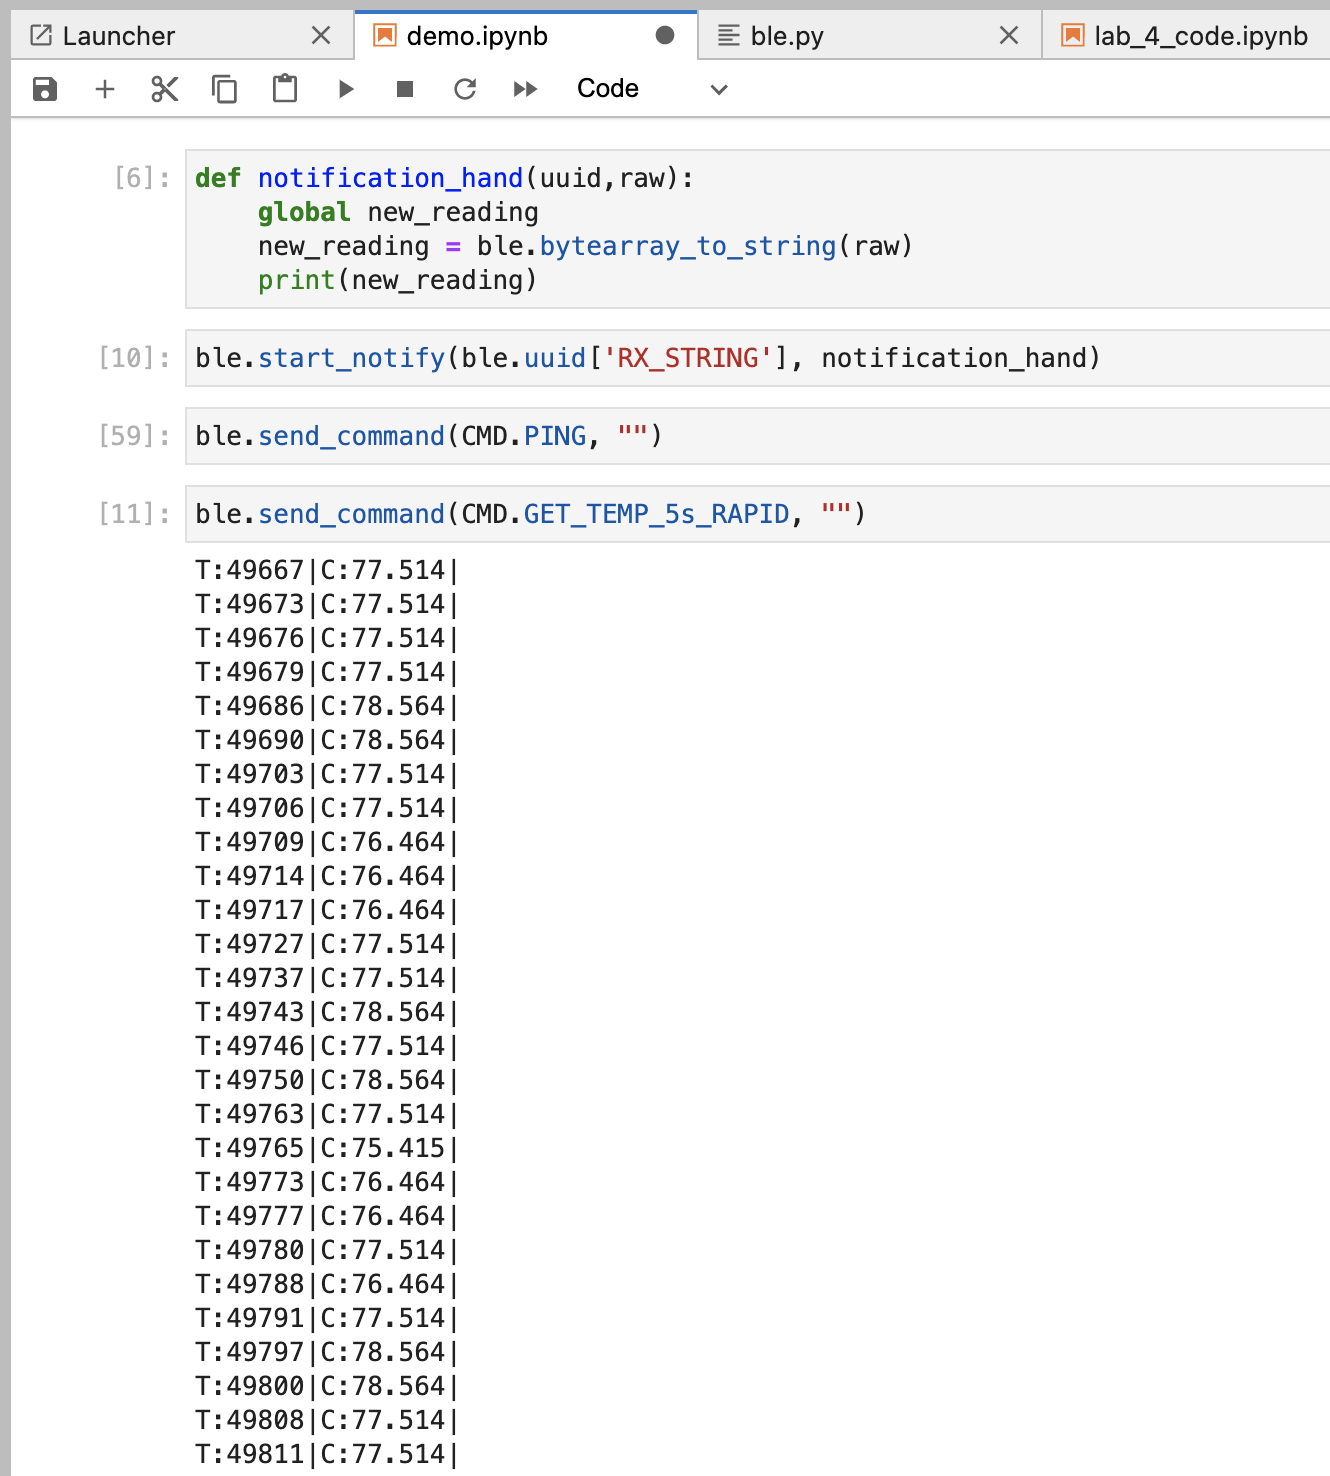 Launcher
demo.ipynb
ble.py
lab_4_code.ipynb
Code
[6]:
def notification_hand(uuid,raw):
    global new_reading
    new_reading = ble.bytearray_to_string(raw)
    print(new_reading)
[10]:
ble.start_notify(ble.uuid['RX_STRING'], notification_hand)
[59]:
ble.send_command(CMD.PING, "")
[11]:
ble.send_command(CMD.GET_TEMP_5s_RAPID, "")
T:49667|C:77.514|
T:49673|C:77.514|
T:49676|C:77.514|
T:49679|C:77.514|
T:49686|C:78.564|
T:49690|C:78.564|
T:49703|C:77.514|
T:49706|C:77.514|
T:49709|C:76.464|
T:49714|C:76.464|
T:49717|C:76.464|
T:49727|C:77.514|
T:49737|C:77.514|
T:49743|C:78.564|
T:49746|C:77.514|
T:49750|C:78.564|
T:49763|C:77.514|
T:49765|C:75.415|
T:49773|C:76.464|
T:49777|C:76.464|
T:49780|C:77.514|
T:49788|C:76.464|
T:49791|C:77.514|
T:49797|C:78.564|
T:49800|C:78.564|
T:49808|C:77.514|
T:49811|C:77.514|